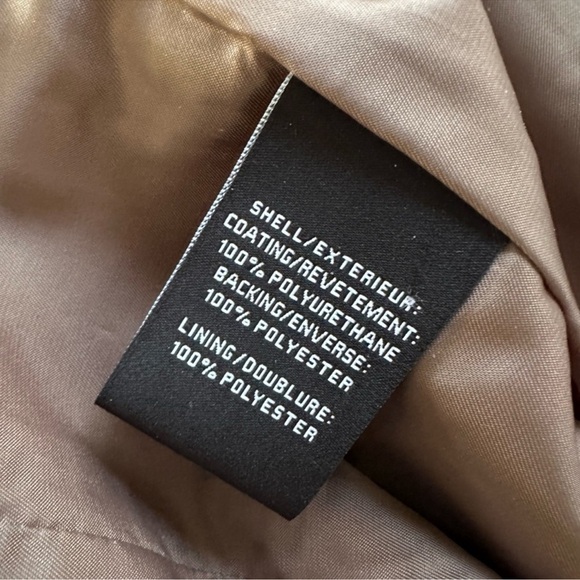 SHELL/EXTERIEUR:
COATING/REVETEMENT:
100% POLYURETHANE
BACKING/ENVERSE:
100% POLYESTER
LINING/DOUBLURE:
100% POLYESTER